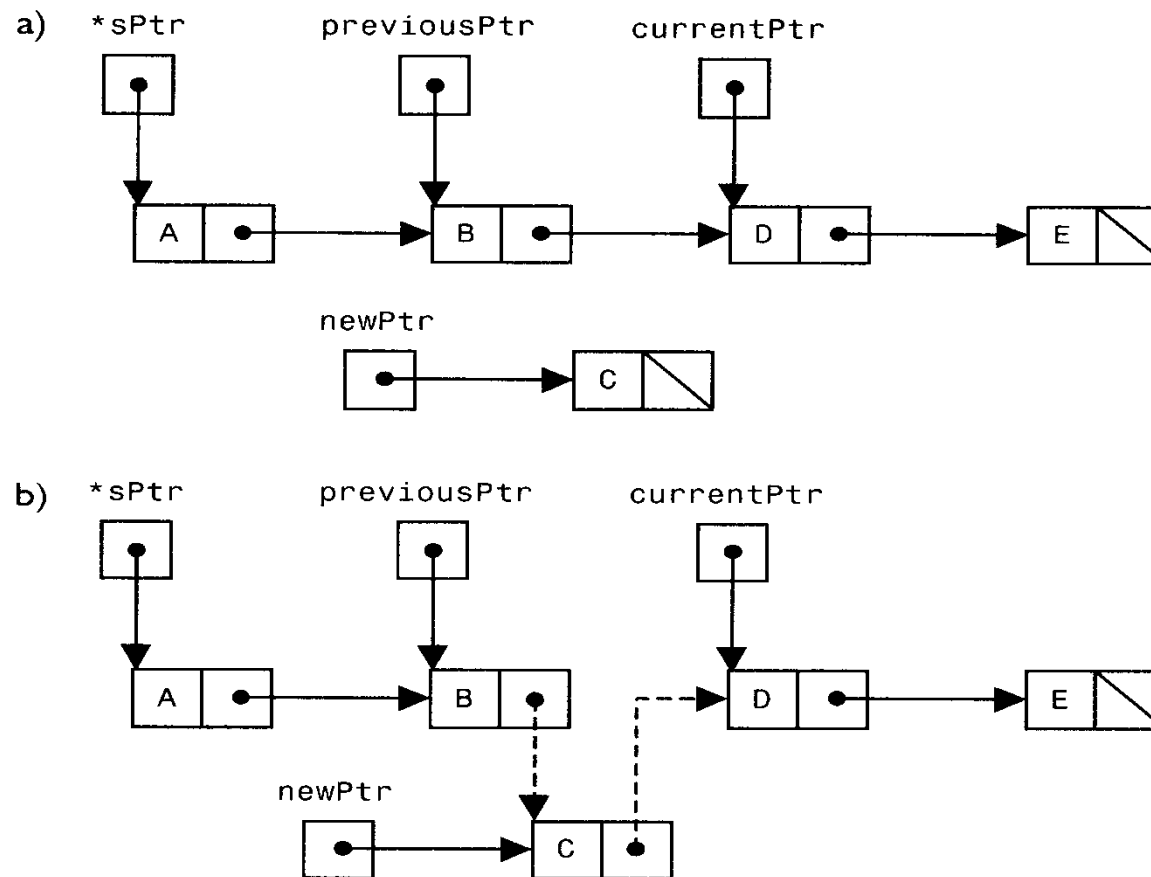 a) *sPtr previousPtr currentPtr
A B D E
newPtr
C
b) *sPtr previousPtr currentPtr
A B D E
newPtr
C